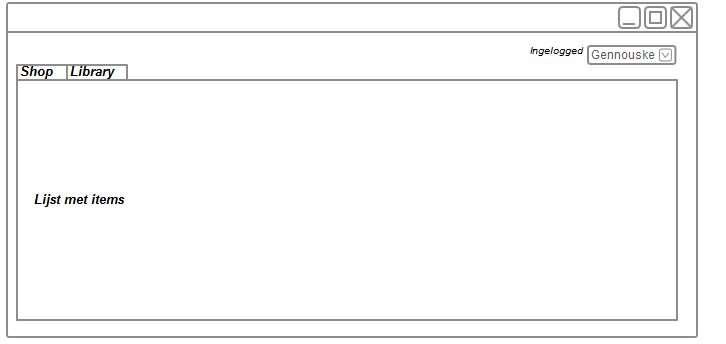 Ingelogged Gennouske
Shop Library
Lijst met items